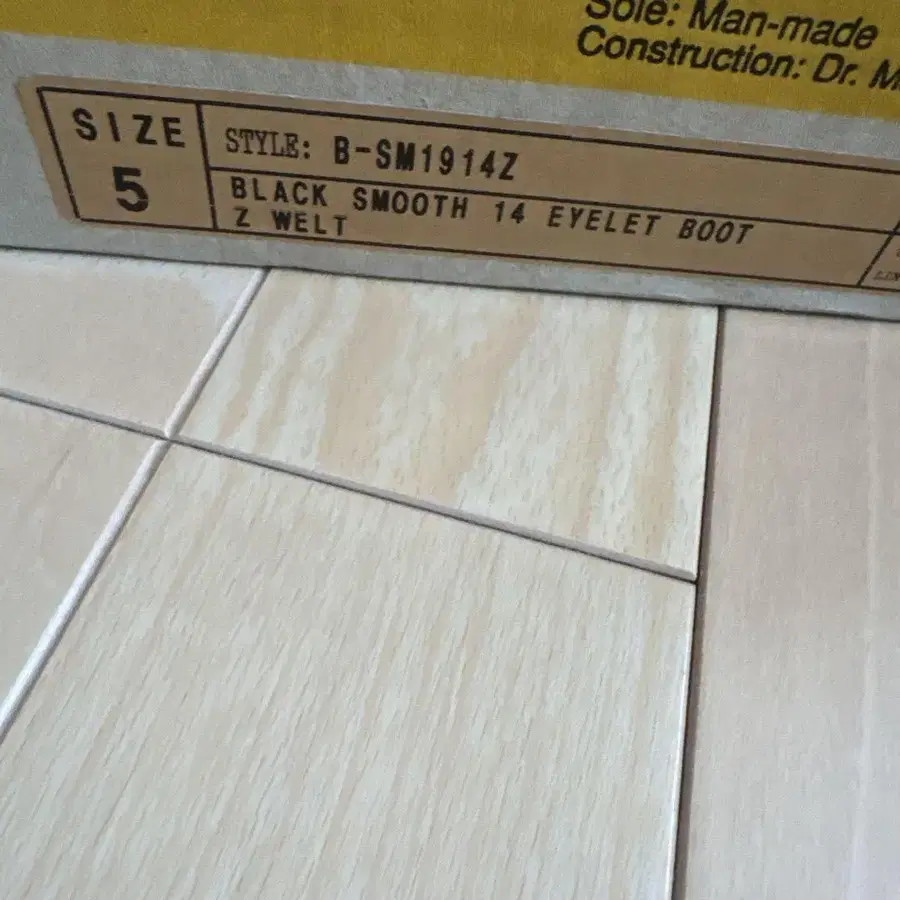 Sole: Man-made
Construction: Dr.
SIZE
5
STYLE: B-SM1914Z
BLACK SMOOTH 14 EYELET BOOT
Z WELT